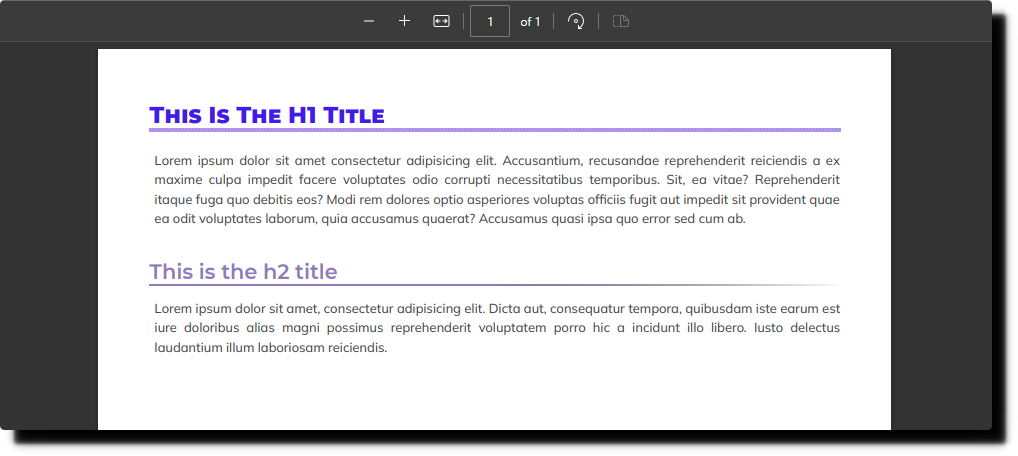 1 of 1
This Is The H1 Title
Lorem ipsum dolor sit amet consectetur adipisicing elit. Accusantium, recusandae reprehenderit reiciendis a ex
maxime culpa impedit facere voluptates odio corrupti necessitatibus temporibus. Sit, ea vitae? Reprehenderit
itaque fuga quo debitis eos? Modi rem dolores optio asperiores voluptas officiis fugit aut impedit sit provident quae
ea odit voluptates laborum, quia accusamus quaerat? Accusamus quasi ipsa quo error sed cum ab.
This is the h2 title
Lorem ipsum dolor sit amet, consectetur adipisicing elit. Dicta aut, consequatur tempora, quibusdam iste earum est
iure doloribus alias magni possimus reprehenderit voluptatem porro hic a incidunt illo libero. Iusto delectus
laudantium illum laboriosam reiciendis.